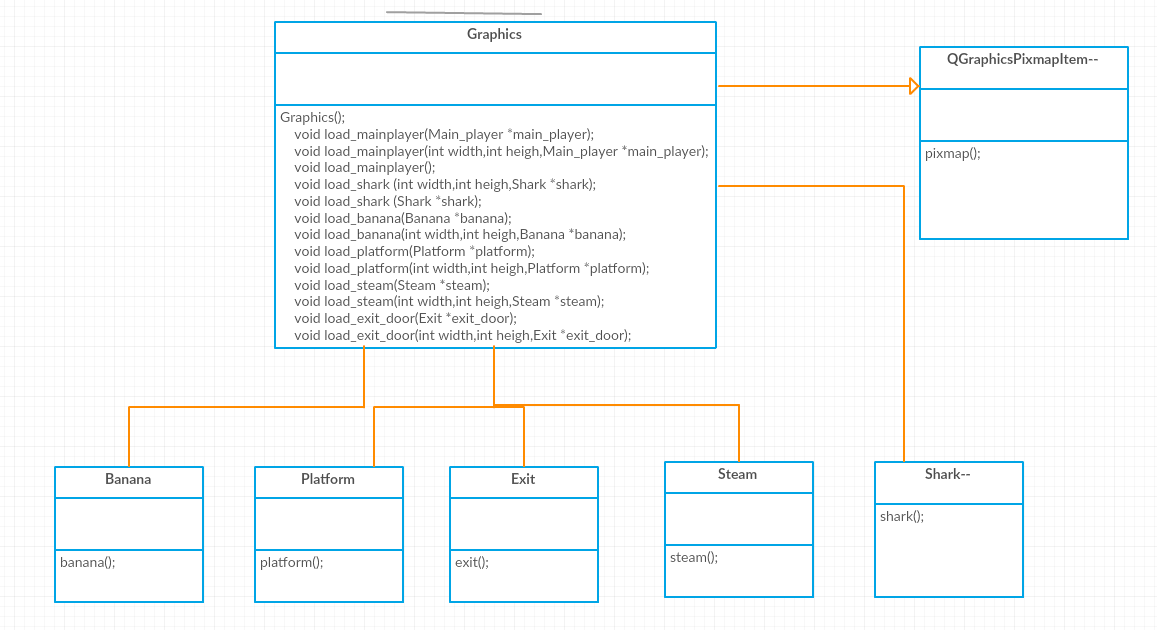 Graphics
Graphics();
void load_mainplayer(Main_player *main_player);
void load_mainplayer(int width,int heigh,Main_player *main_player);
void load_mainplayer();
void load_shark (int width,int heigh,Shark *shark);
void load_shark (Shark *shark);
void load_banana(Banana *banana);
void load_banana(int width,int heigh,Banana *banana);
void load_platform(Platform *platform);
void load_platform(int width,int heigh,Platform *platform);
void load_steam(Steam *steam);
void load_steam(int width,int heigh,Steam *steam);
void load_exit_door(Exit *exit_door);
void load_exit_door(int width,int heigh,Exit *exit_door);
QGraphicsPixmapItem--
pixmap();
Banana
banana();
Platform
platform();
Exit
exit();
Steam
steam();
Shark--
shark();